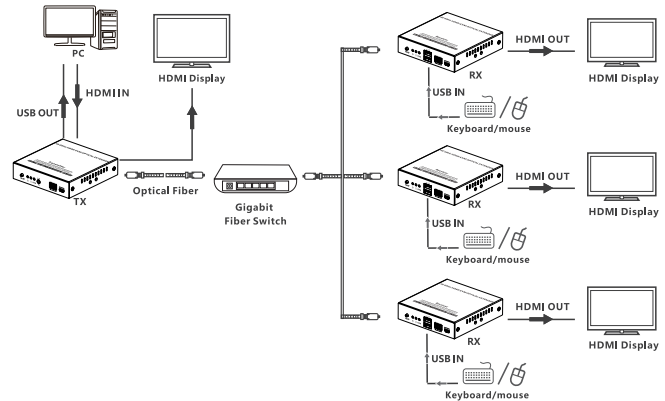 PC
HDMI Display
HDMI IN
USB OUT
TX
Optical Fiber
Gigabit
Fiber Switch
HDMI OUT
RX
HDMI Display
USB IN
Keyboard/mouse
HDMI OUT
RX
HDMI Display
USB IN
Keyboard/mouse
HDMI OUT
RX
HDMI Display
USB IN
Keyboard/mouse